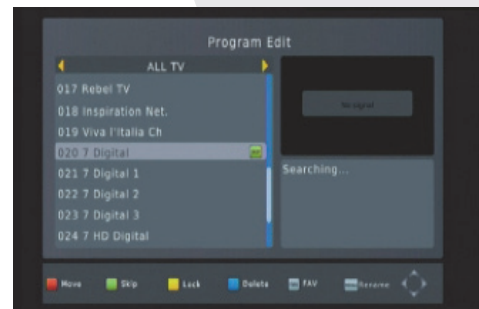 Program Edit
ALL TV
No signal
017 Rebel TV
018 Inspiration Net.
019 Viva l'Italia Ch
020 7 Digital
021 7 Digital 1
022 7 Digital 2
023 7 Digital 3
024 7 HD Digital
Searching...
Move Skip Lock Delete FAV Rename